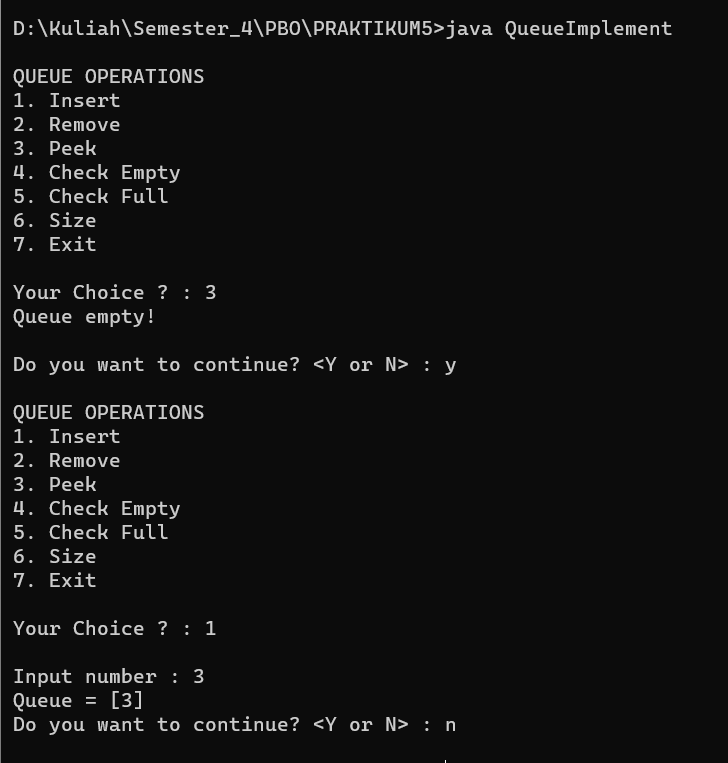 D:\Kuliah\Semester_4\PBO\PRAKTIKUM5>java QueueImplement
QUEUE OPERATIONS
1. Insert
2. Remove
3. Peek
4. Check Empty
5. Check Full
6. Size
7. Exit
Your Choice ? : 3
Queue empty!
Do you want to continue? <Y or N> : y
QUEUE OPERATIONS
1. Insert
2. Remove
3. Peek
4. Check Empty
5. Check Full
6. Size
7. Exit
Your Choice ? : 1
Input number : 3
Queue = [3]
Do you want to continue? <Y or N> : n